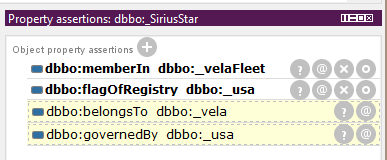 Property assertions: dbbo:_SiriusStar
Object property assertions
dbbo:memberIn dbbo:_velaFleet ? @
dbbo:flagOfRegistry dbbo:_usa ? @
dbbo:belongsTo dbbo:_vela ? @
dbbo:governedBy dbbo:_usa ? @